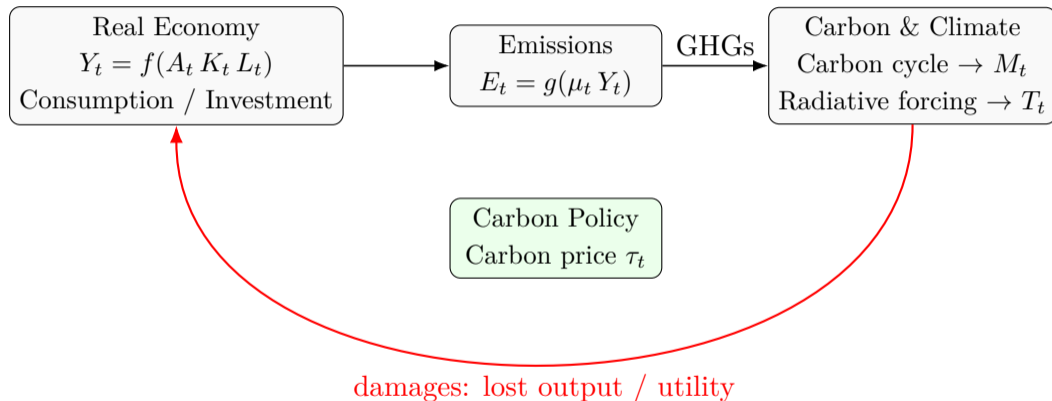 Real Economy
Y_t = f(A_t K_t L_t)
Consumption / Investment
Emissions
E_t = g(μ_t Y_t)
GHGs
Carbon & Climate
Carbon cycle → M_t
Radiative forcing → T_t
Carbon Policy
Carbon price τ_t
damages: lost output / utility